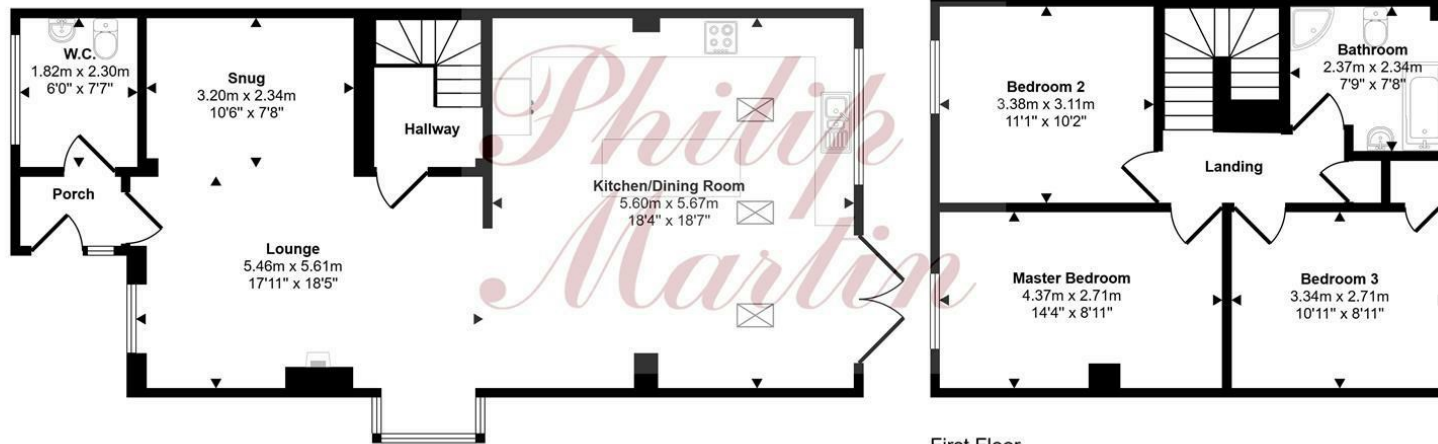 W.C.
1.82m x 2.30m
6'0" x 7'7"
Snug
3.20m x 2.34m
10'6" x 7'8"
Hallway
Porch
Lounge
5.46m x 5.61m
17'11" x 18'5"
Kitchen/Dining Room
5.60m x 5.67m
18'4" x 18'7"
Philip
Martin
Bedroom 2
3.38m x 3.11m
11'1" x 10'2"
Bathroom
2.37m x 2.34m
7'9" x 7'8"
Landing
Master Bedroom
4.37m x 2.71m
14'4" x 8'11"
Bedroom 3
3.34m x 2.71m
10'11" x 8'11"
First Floor